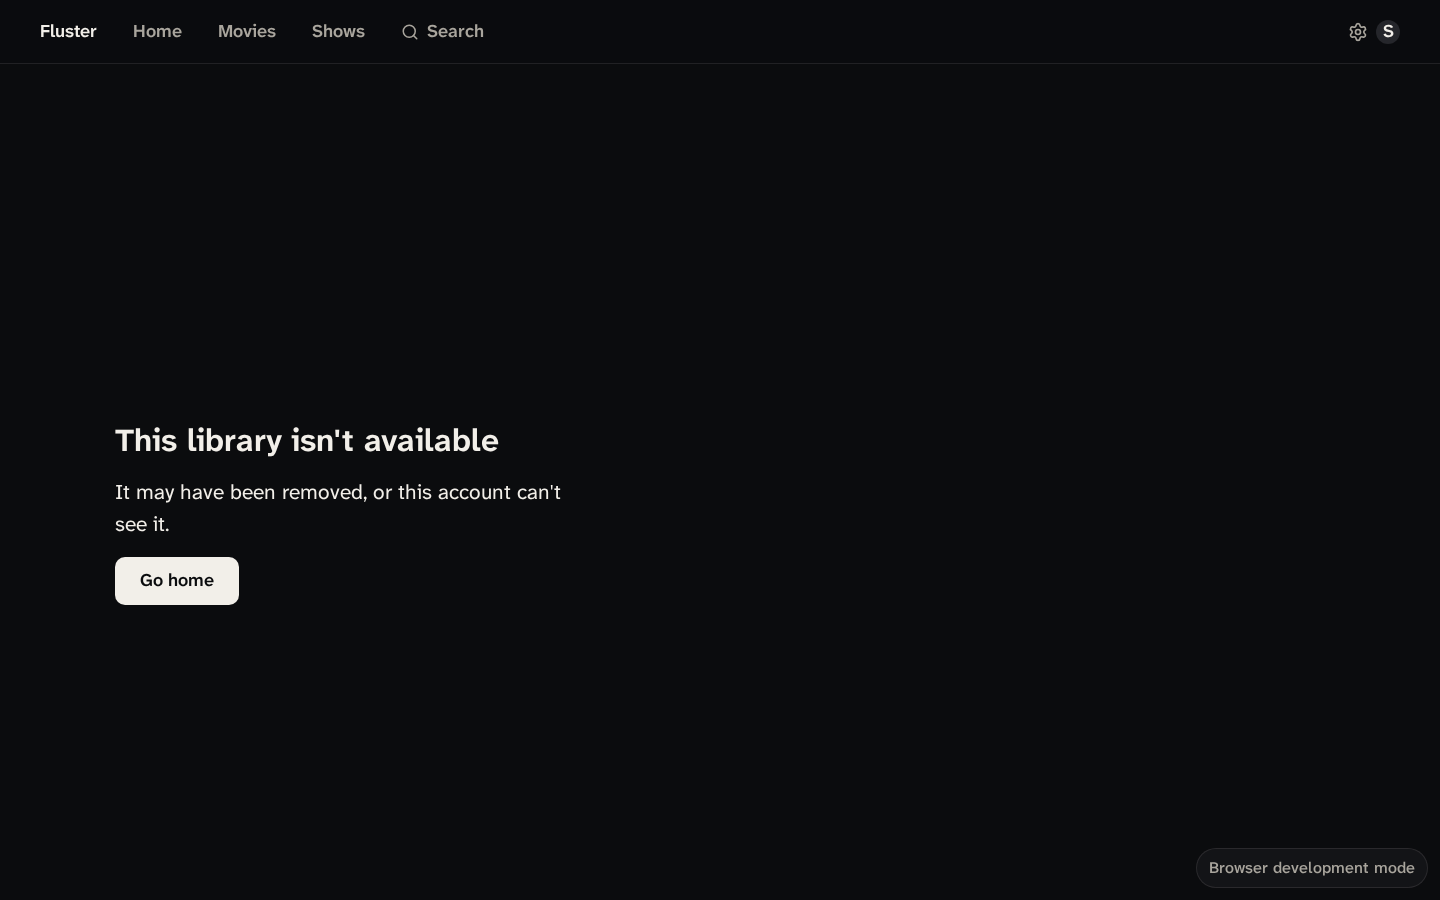 Fluster Home Movies Shows Search S
This library isn't available
It may have been removed, or this account can't
see it.
Go home
Browser development mode